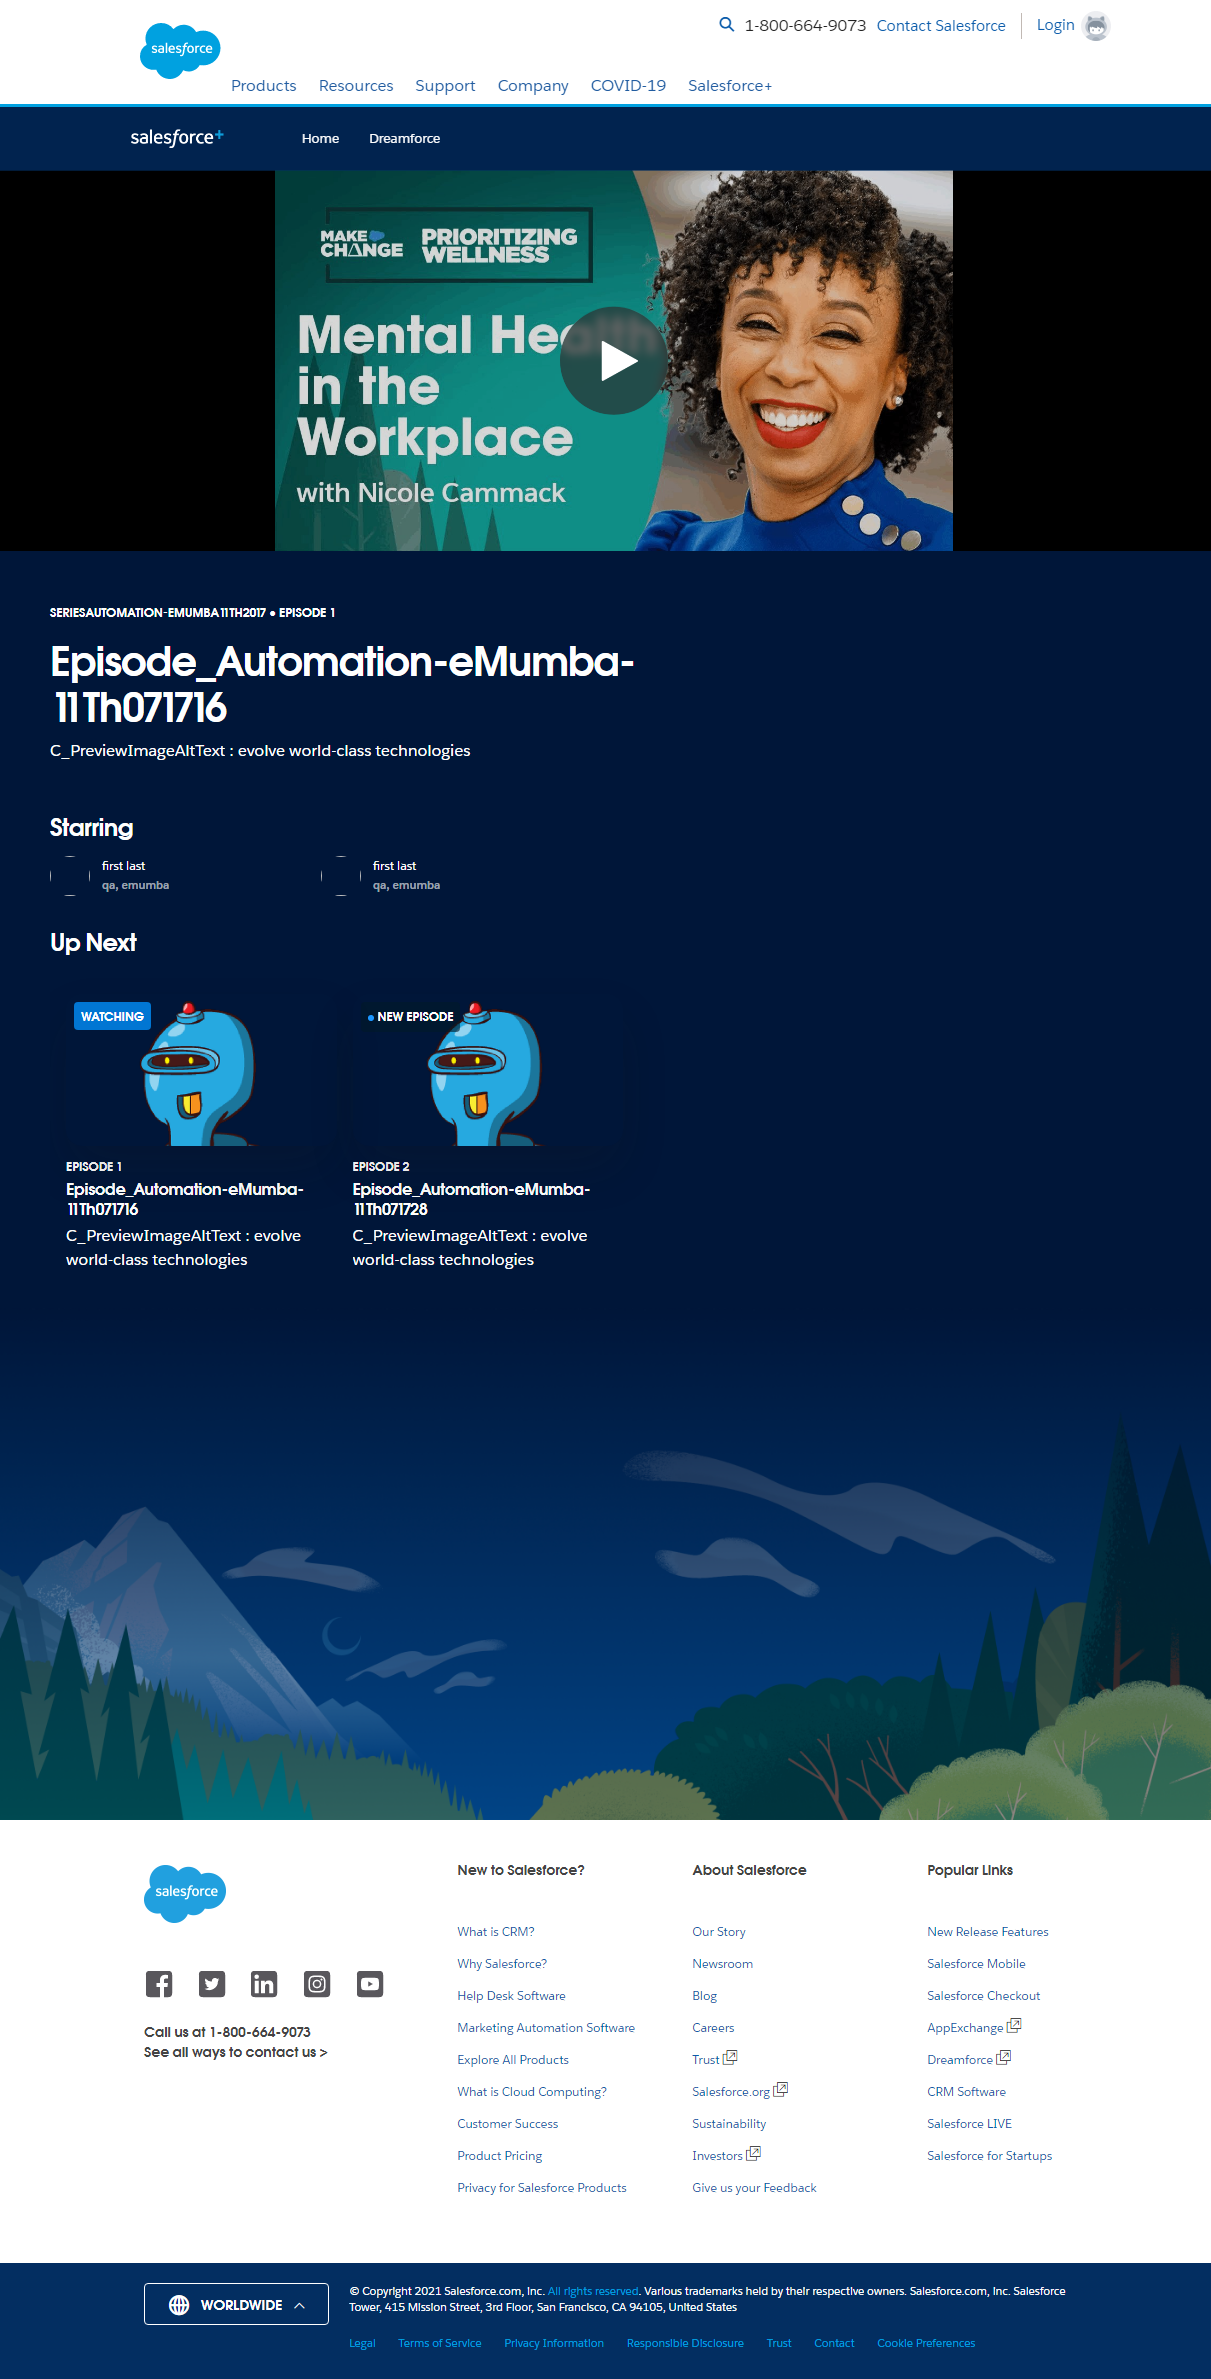 1-800-664-9073 Contact Salesforce Login
salesforce
Products Resources Support Company COVID-19 Salesforce+
salesforce+ Home Dreamforce
MAKE CHANGE
PRIORITIZING
WELLNESS
Mental Health
in the
Workplace
with Nicole Cammack
SERIESAUTOMATION-EMUMBA11TH2017 • EPISODE 1
Episode_Automation-eMumba-
11Th071716
C_PreviewImageAltText : evolve world-class technologies
Starring
first last
qa, emumba
first last
qa, emumba
Up Next
WATCHING
EPISODE 1
Episode_Automation-eMumba-
11Th071716
C_PreviewImageAltText : evolve
world-class technologies
NEW EPISODE
EPISODE 2
Episode_Automation-eMumba-
11Th071728
C_PreviewImageAltText : evolve
world-class technologies
salesforce
Call us at 1-800-664-9073
See all ways to contact us >
New to Salesforce?
What is CRM?
Why Salesforce?
Help Desk Software
Marketing Automation Software
Explore All Products
What is Cloud Computing?
Customer Success
Product Pricing
Privacy for Salesforce Products
About Salesforce
Our Story
Newsroom
Blog
Careers
Trust
Salesforce.org
Sustainability
Investors
Give us your Feedback
Popular Links
New Release Features
Salesforce Mobile
Salesforce Checkout
AppExchange
Dreamforce
CRM Software
Salesforce LIVE
Salesforce for Startups
WORLDWIDE
© Copyright 2021 Salesforce.com, inc. All rights reserved. Various trademarks held by their respective owners. Salesforce.com, inc. Salesforce
Tower, 415 Mission Street, 3rd Floor, San Francisco, CA 94105, United States
Legal Terms of Service Privacy Information Responsible Disclosure Trust Contact Cookie Preferences